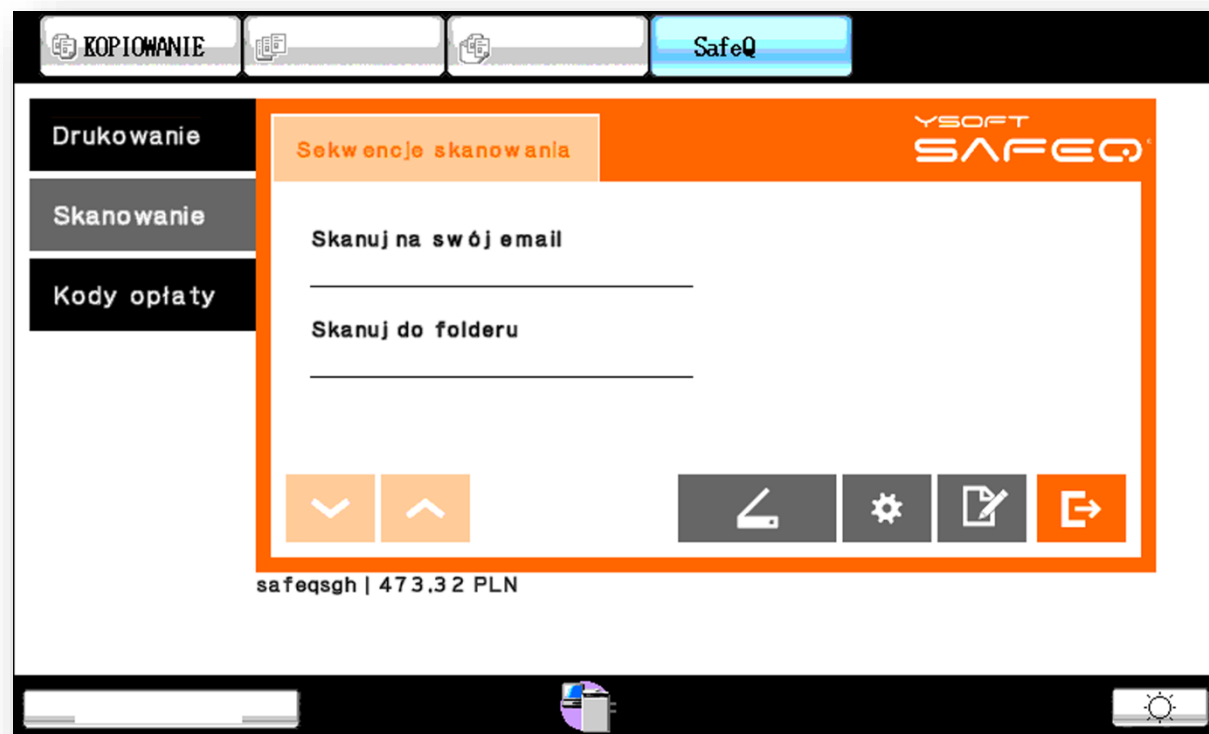 KOPIOWANIE
SafeQ
Drukowanie
Skanowanie
Kody opłaty
Sekwencje skanowania
YSOFT
SAFEQ
Skanuj na swój email
Skanuj do folderu
safeqsgh | 473,32 PLN